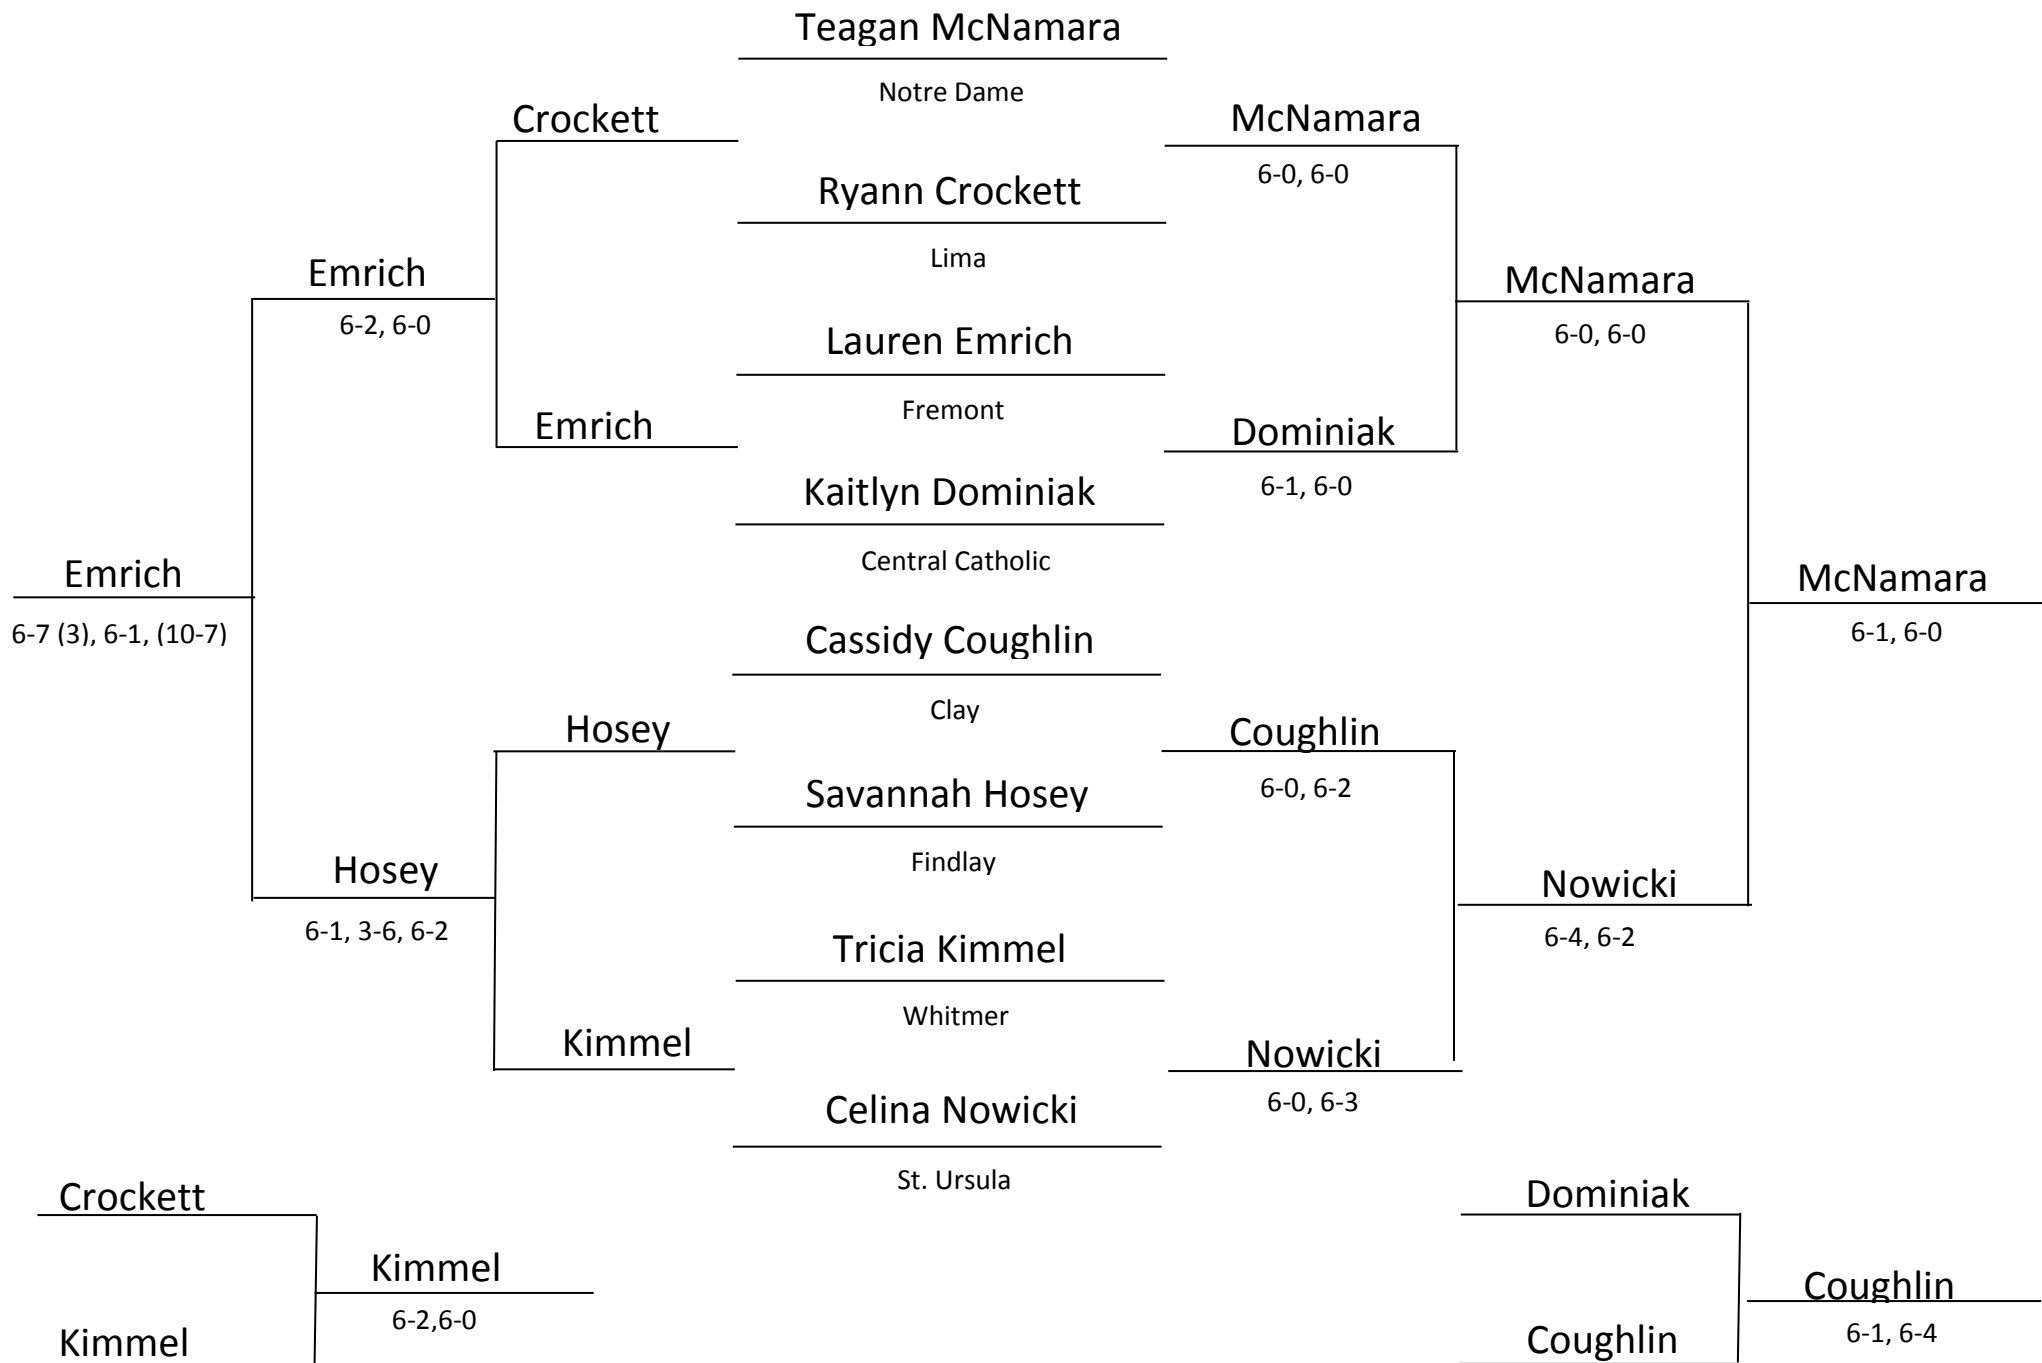 Teagan McNamara
Notre Dame
Crockett
McNamara
6-0, 6-0
Ryann Crockett
Lima
Emrich
6-2, 6-0
McNamara
6-0, 6-0
Lauren Emrich
Fremont
Emrich
Dominiak
6-1, 6-0
Kaitlyn Dominiak
Central Catholic
Emrich
6-7 (3), 6-1, (10-7)
McNamara
6-1, 6-0
Cassidy Coughlin
Clay
Hosey
Coughlin
6-0, 6-2
Savannah Hosey
Findlay
Hosey
6-1, 3-6, 6-2
Nowicki
6-4, 6-2
Tricia Kimmel
Whitmer
Kimmel
Nowicki
6-0, 6-3
Celina Nowicki
St. Ursula
Crockett
Kimmel
6-2,6-0
Kimmel
Dominiak
Coughlin
6-1, 6-4
Coughlin